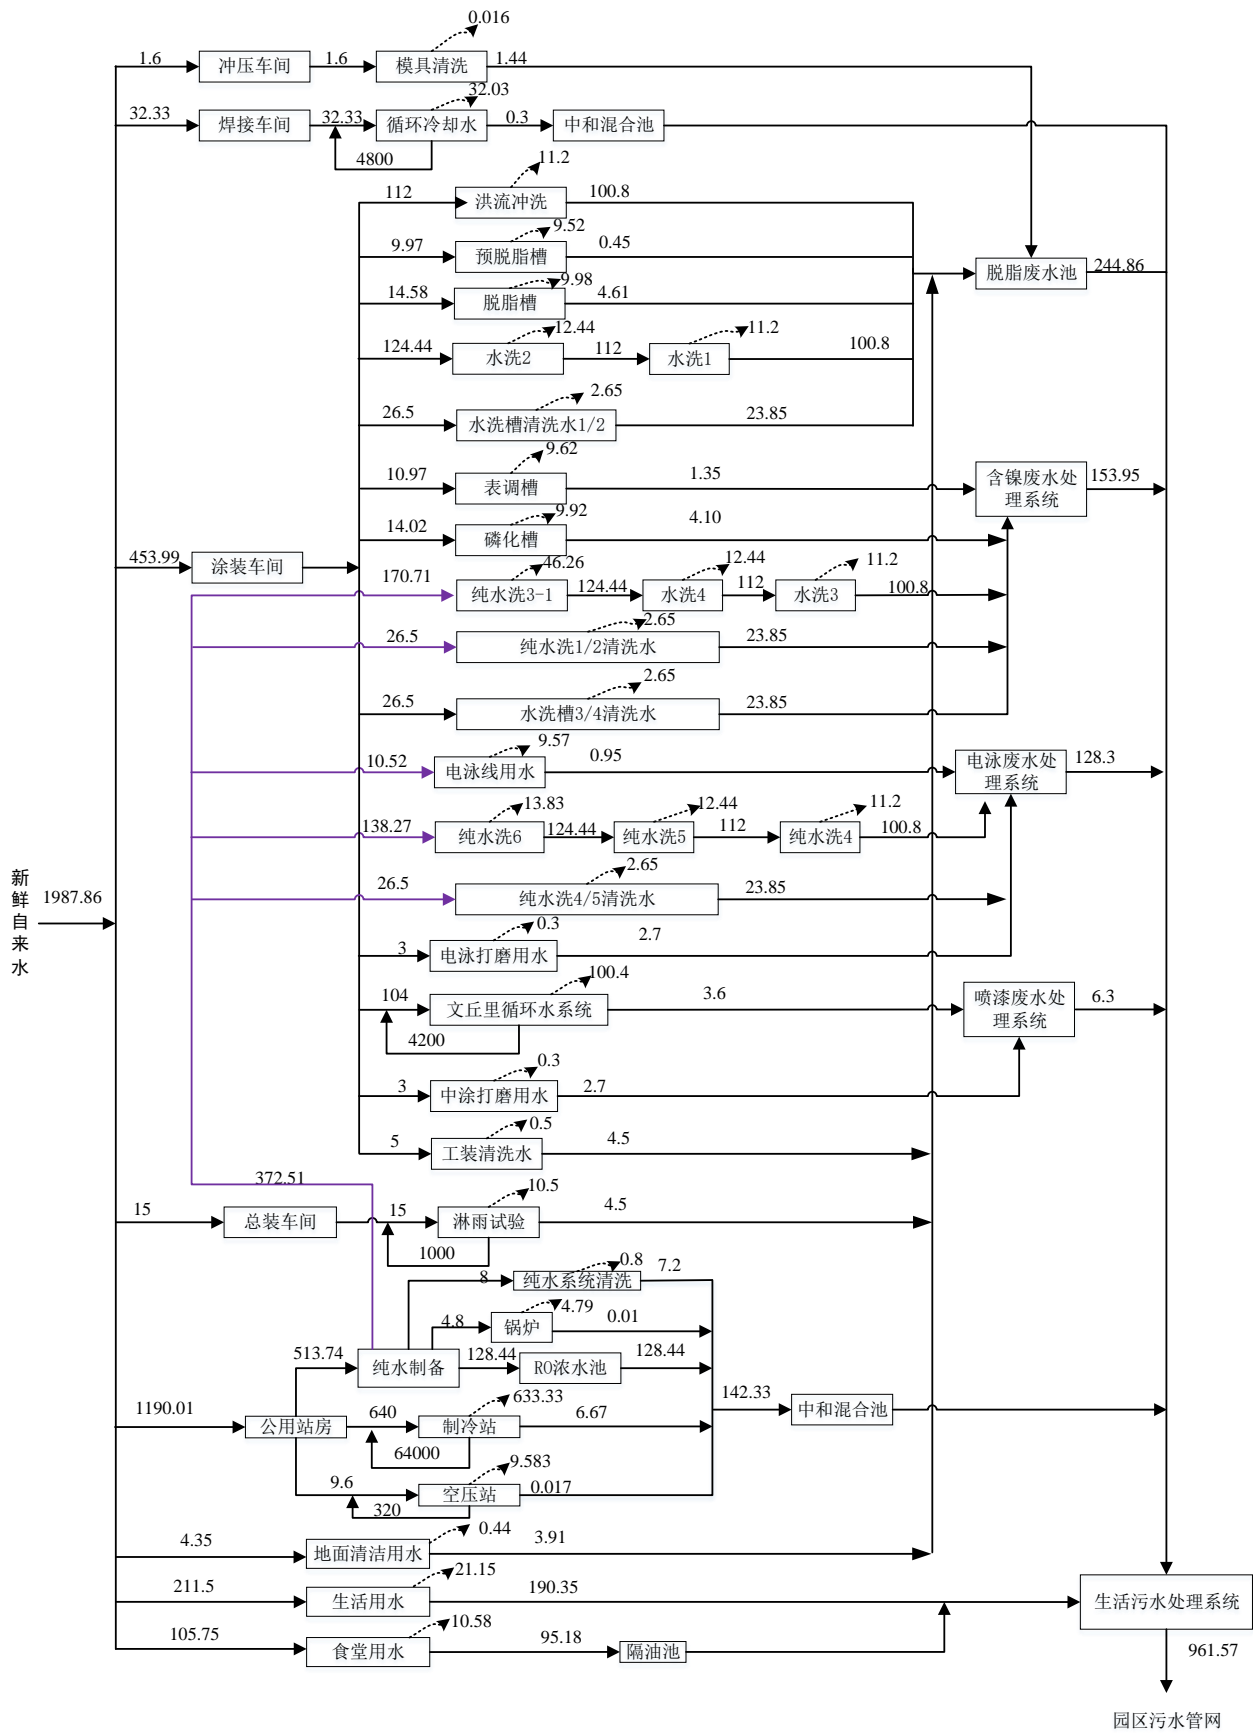 0.016
1.6 冲压车间 1.6 模具清洗 1.44
32.03
32.33 焊接车间 32.33 循环冷却水 0.3 中和混合池
4800
11.2
112 洪流冲洗 100.8
9.52
9.97 预脱脂槽 0.45
脱脂废水池 244.86
9.98
14.58 脱脂槽 4.61
12.44 11.2
124.44 水洗2 112 水洗1 100.8
2.65
26.5 水洗槽清洗水1/2 23.85
9.62
10.97 表调槽 1.35 含镍废水处 153.95
理系统
9.92
14.02 磷化槽 4.10
453.99 涂装车间
46.26 12.44 11.2
170.71 纯水洗3-1 124.44 水洗4 112 水洗3 100.8
2.65
26.5 纯水洗1/2清洗水 23.85
2.65
26.5 水洗槽3/4清洗水 23.85
9.57
10.52 电泳线用水 0.95 电泳废水处 128.3
理系统
13.83 12.44 11.2
138.27 纯水洗6 124.44 纯水洗5 112 纯水洗4 100.8
2.65
26.5 纯水洗4/5清洗水 23.85
新鲜自来水 1987.86
0.3
3 电泳打磨用水 2.7
100.4
104 文丘里循环水系统 3.6 喷漆废水处 6.3
理系统
4200
0.3
3 中涂打磨用水 2.7
0.5
5 工装清洗水 4.5
372.51
10.5
15 总装车间 15 淋雨试验 4.5
1000
0.8
8 纯水系统清洗 7.2
4.79
4.8 锅炉 0.01
513.74 纯水制备 128.44 RO浓水池 128.44
633.33
1190.01 公用站房 640 制冷站 6.67 142.33 中和混合池
64000
9.583
9.6 空压站 0.017
320
0.44
4.35 地面清洁用水 3.91
21.15
211.5 生活用水 190.35 生活污水处理系统
10.58
105.75 食堂用水 95.18 隔油池 961.57
园区污水管网